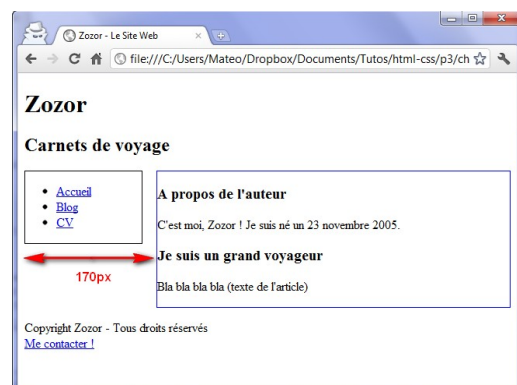 Zozor - Le Site Web
file:///C:/Users/Mateo/Dropbox/Documents/Tutos/html-css/p3/ch
Zozor
Carnets de voyage
Accueil
Blog
CV
170px
A propos de l'auteur
C'est moi, Zozor ! Je suis né un 23 novembre 2005.
Je suis un grand voyageur
Bla bla bla bla (texte de l'article)
Copyright Zozor - Tous droits réservés
Me contacter !